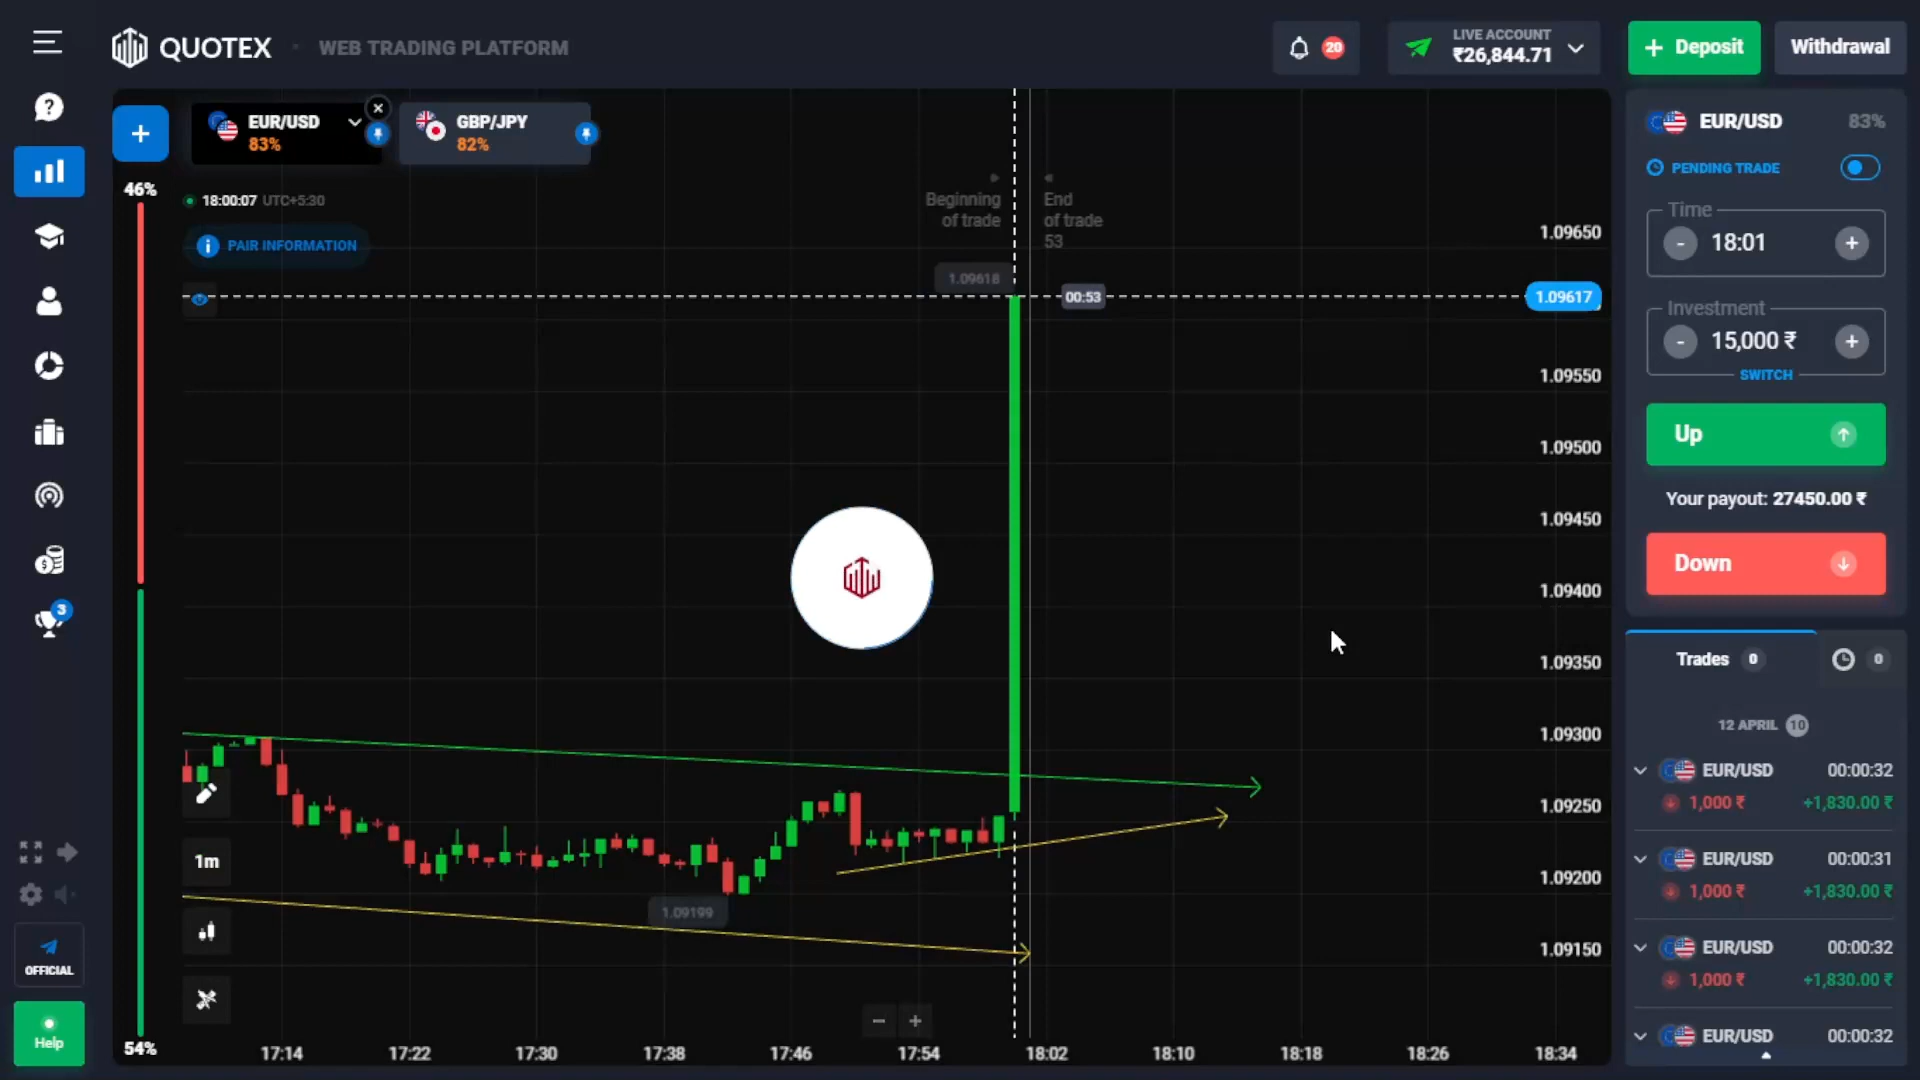 QUOTEX
WEB TRADING PLATFORM
20
LIVE ACCOUNT
₹26,844.71
+ Deposit
Withdrawal
+
EUR/USD
83%
GBP/JPY
82%
46%
18:00:07 UTC+5:30
PAIR INFORMATION
Beginning
of trade
End
of trade
53
1.09618
00:53
1.09617
1.09650
1.09550
1.09500
1.09450
1.09400
1.09350
1.09300
1.09250
1.09200
1.09150
1m
1.09199
54%
17:14
17:22
17:30
17:38
17:46
17:54
18:02
18:10
18:18
18:26
18:34
3
OFFICIAL
Help
EUR/USD
83%
PENDING TRADE
Time
- 18:01 +
Investment
- 15,000 ₹ +
SWITCH
Up
Your payout: 27450.00 ₹
Down
Trades 0
0
12 APRIL 10
EUR/USD 00:00:32
1,000 ₹ +1,830.00 ₹
EUR/USD 00:00:31
1,000 ₹ +1,830.00 ₹
EUR/USD 00:00:32
1,000 ₹ +1,830.00 ₹
EUR/USD 00:00:32